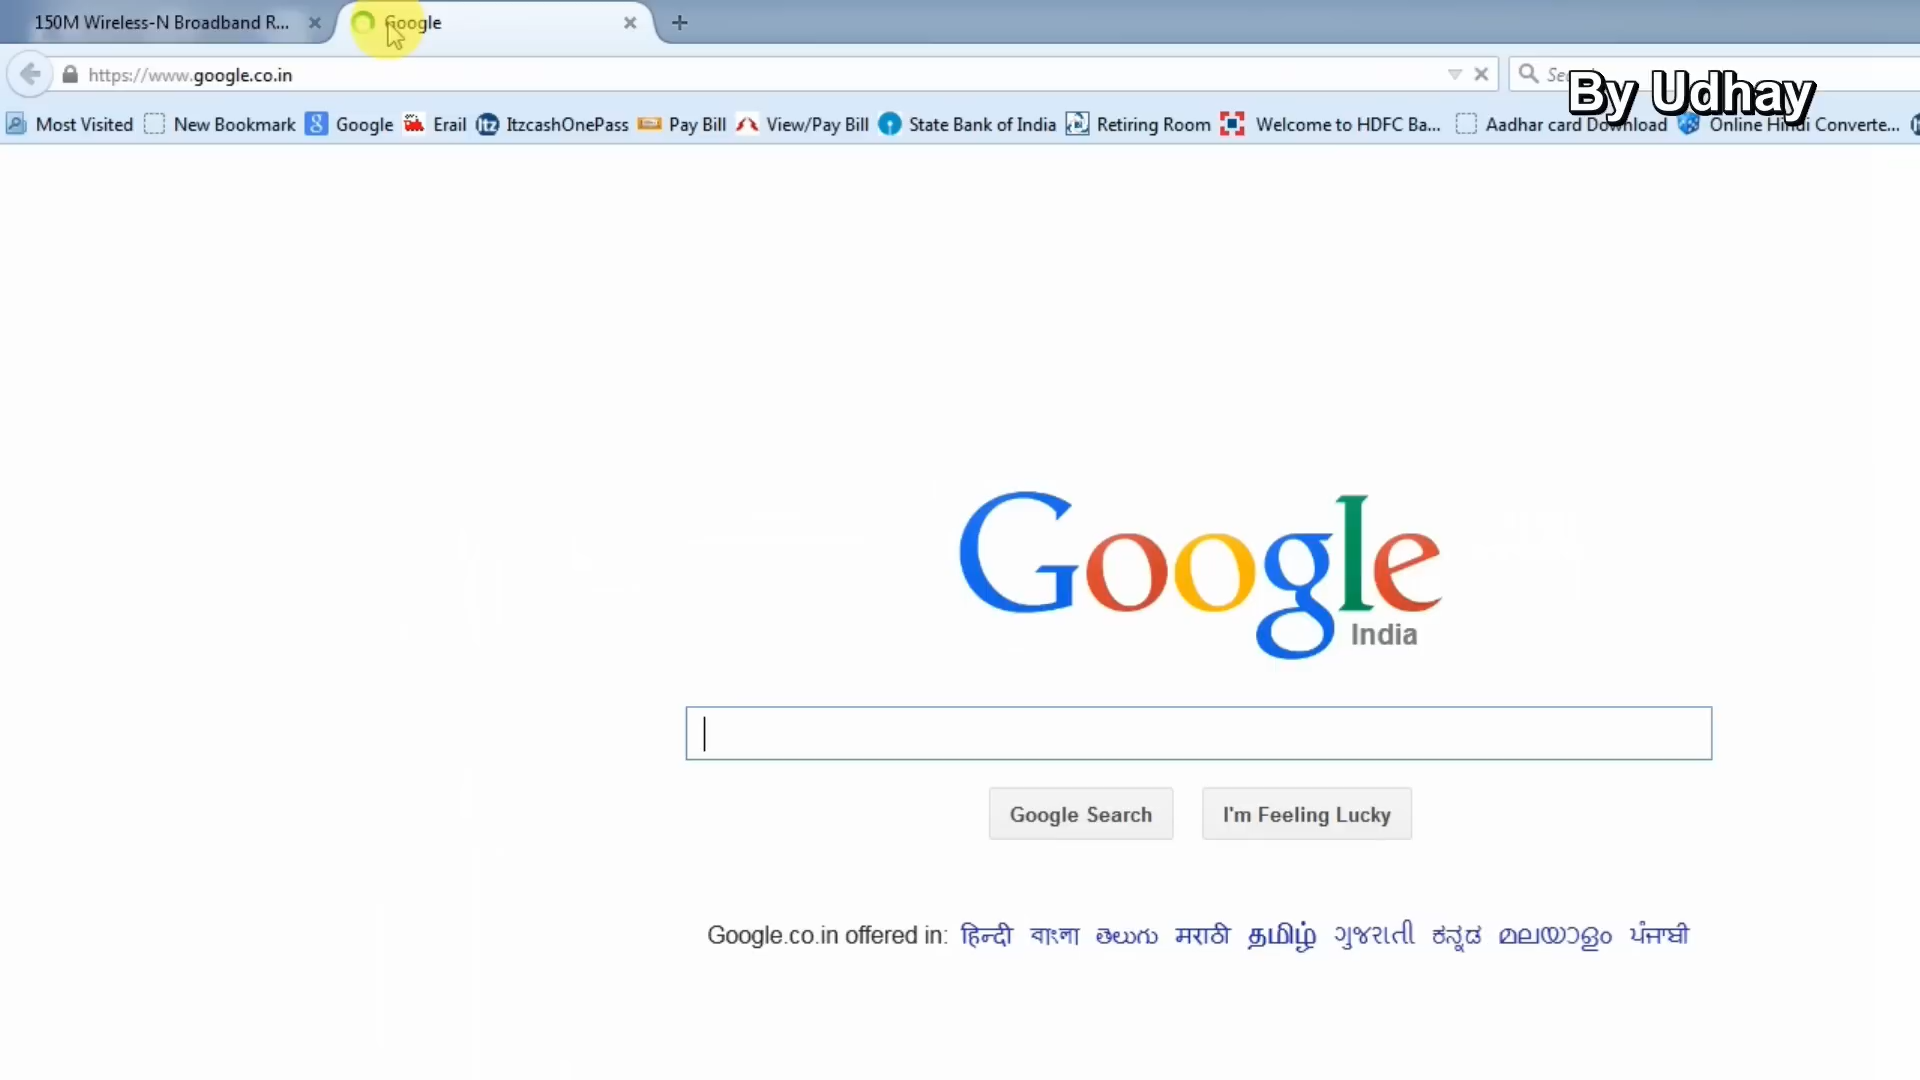 150M Wireless-N Broadband R...
Google
https://www.google.co.in
By Udhay
Most Visited New Bookmark Google Erail ItzcashOnePass Pay Bill View/Pay Bill State Bank of India Retiring Room Welcome to HDFC Ba... Aadhar card Download Online Hindi Converte...
Google
India
Google Search I'm Feeling Lucky
Google.co.in offered in: हिन्दी বাংলা తెలుగు मराठी தமிழ் ગુજરાતી ಕನ್ನಡ മലയാളം ਪੰਜਾਬੀ